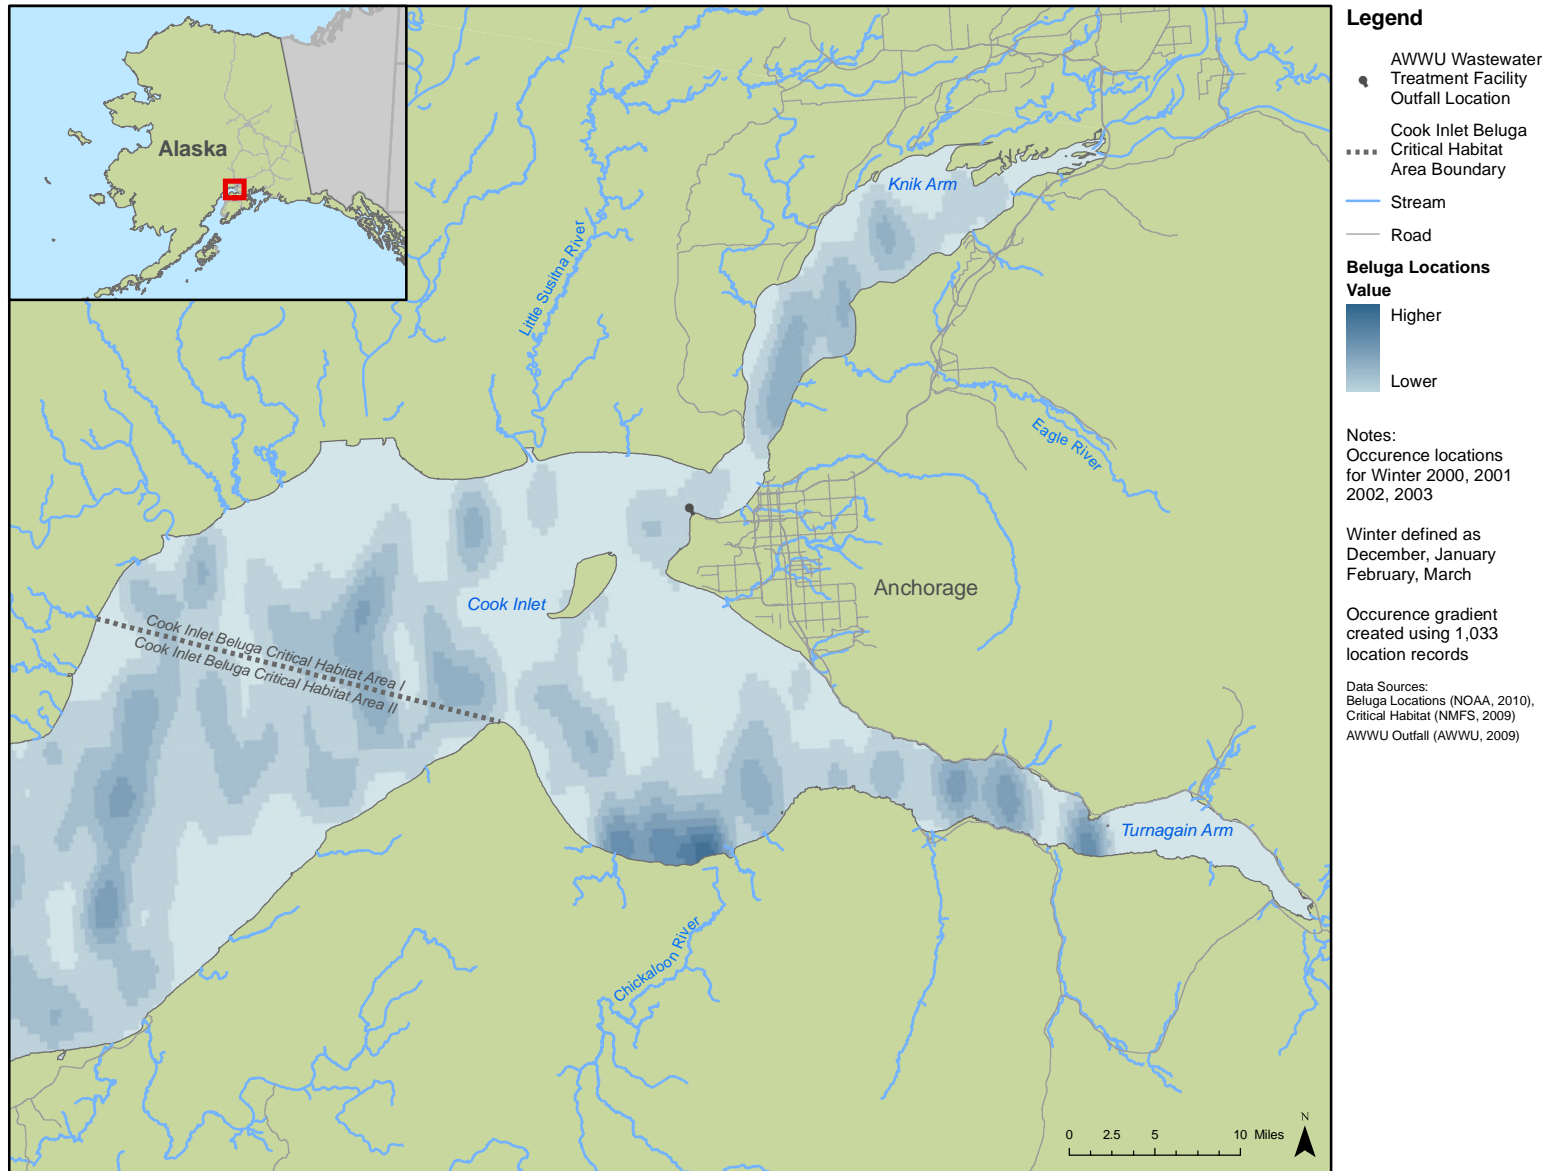 Alaska
Little Susitna River
Knik Arm
Eagle River
Anchorage
Cook Inlet
Cook Inlet Beluga Critical Habitat Area I
Cook Inlet Beluga Critical Habitat Area II
Turnagain Arm
Chickaloon River
0 2.5 5 10 Miles
N
Legend
AWWU Wastewater
Treatment Facility
Outfall Location
Cook Inlet Beluga
Critical Habitat
Area Boundary
Stream
Road
Beluga Locations
Value
Higher
Lower
Notes:
Occurence locations
for Winter 2000, 2001
2002, 2003
Winter defined as
December, January
February, March
Occurence gradient
created using 1,033
location records
Data Sources:
Beluga Locations (NOAA, 2010),
Critical Habitat (NMFS, 2009)
AWWU Outfall (AWWU, 2009)